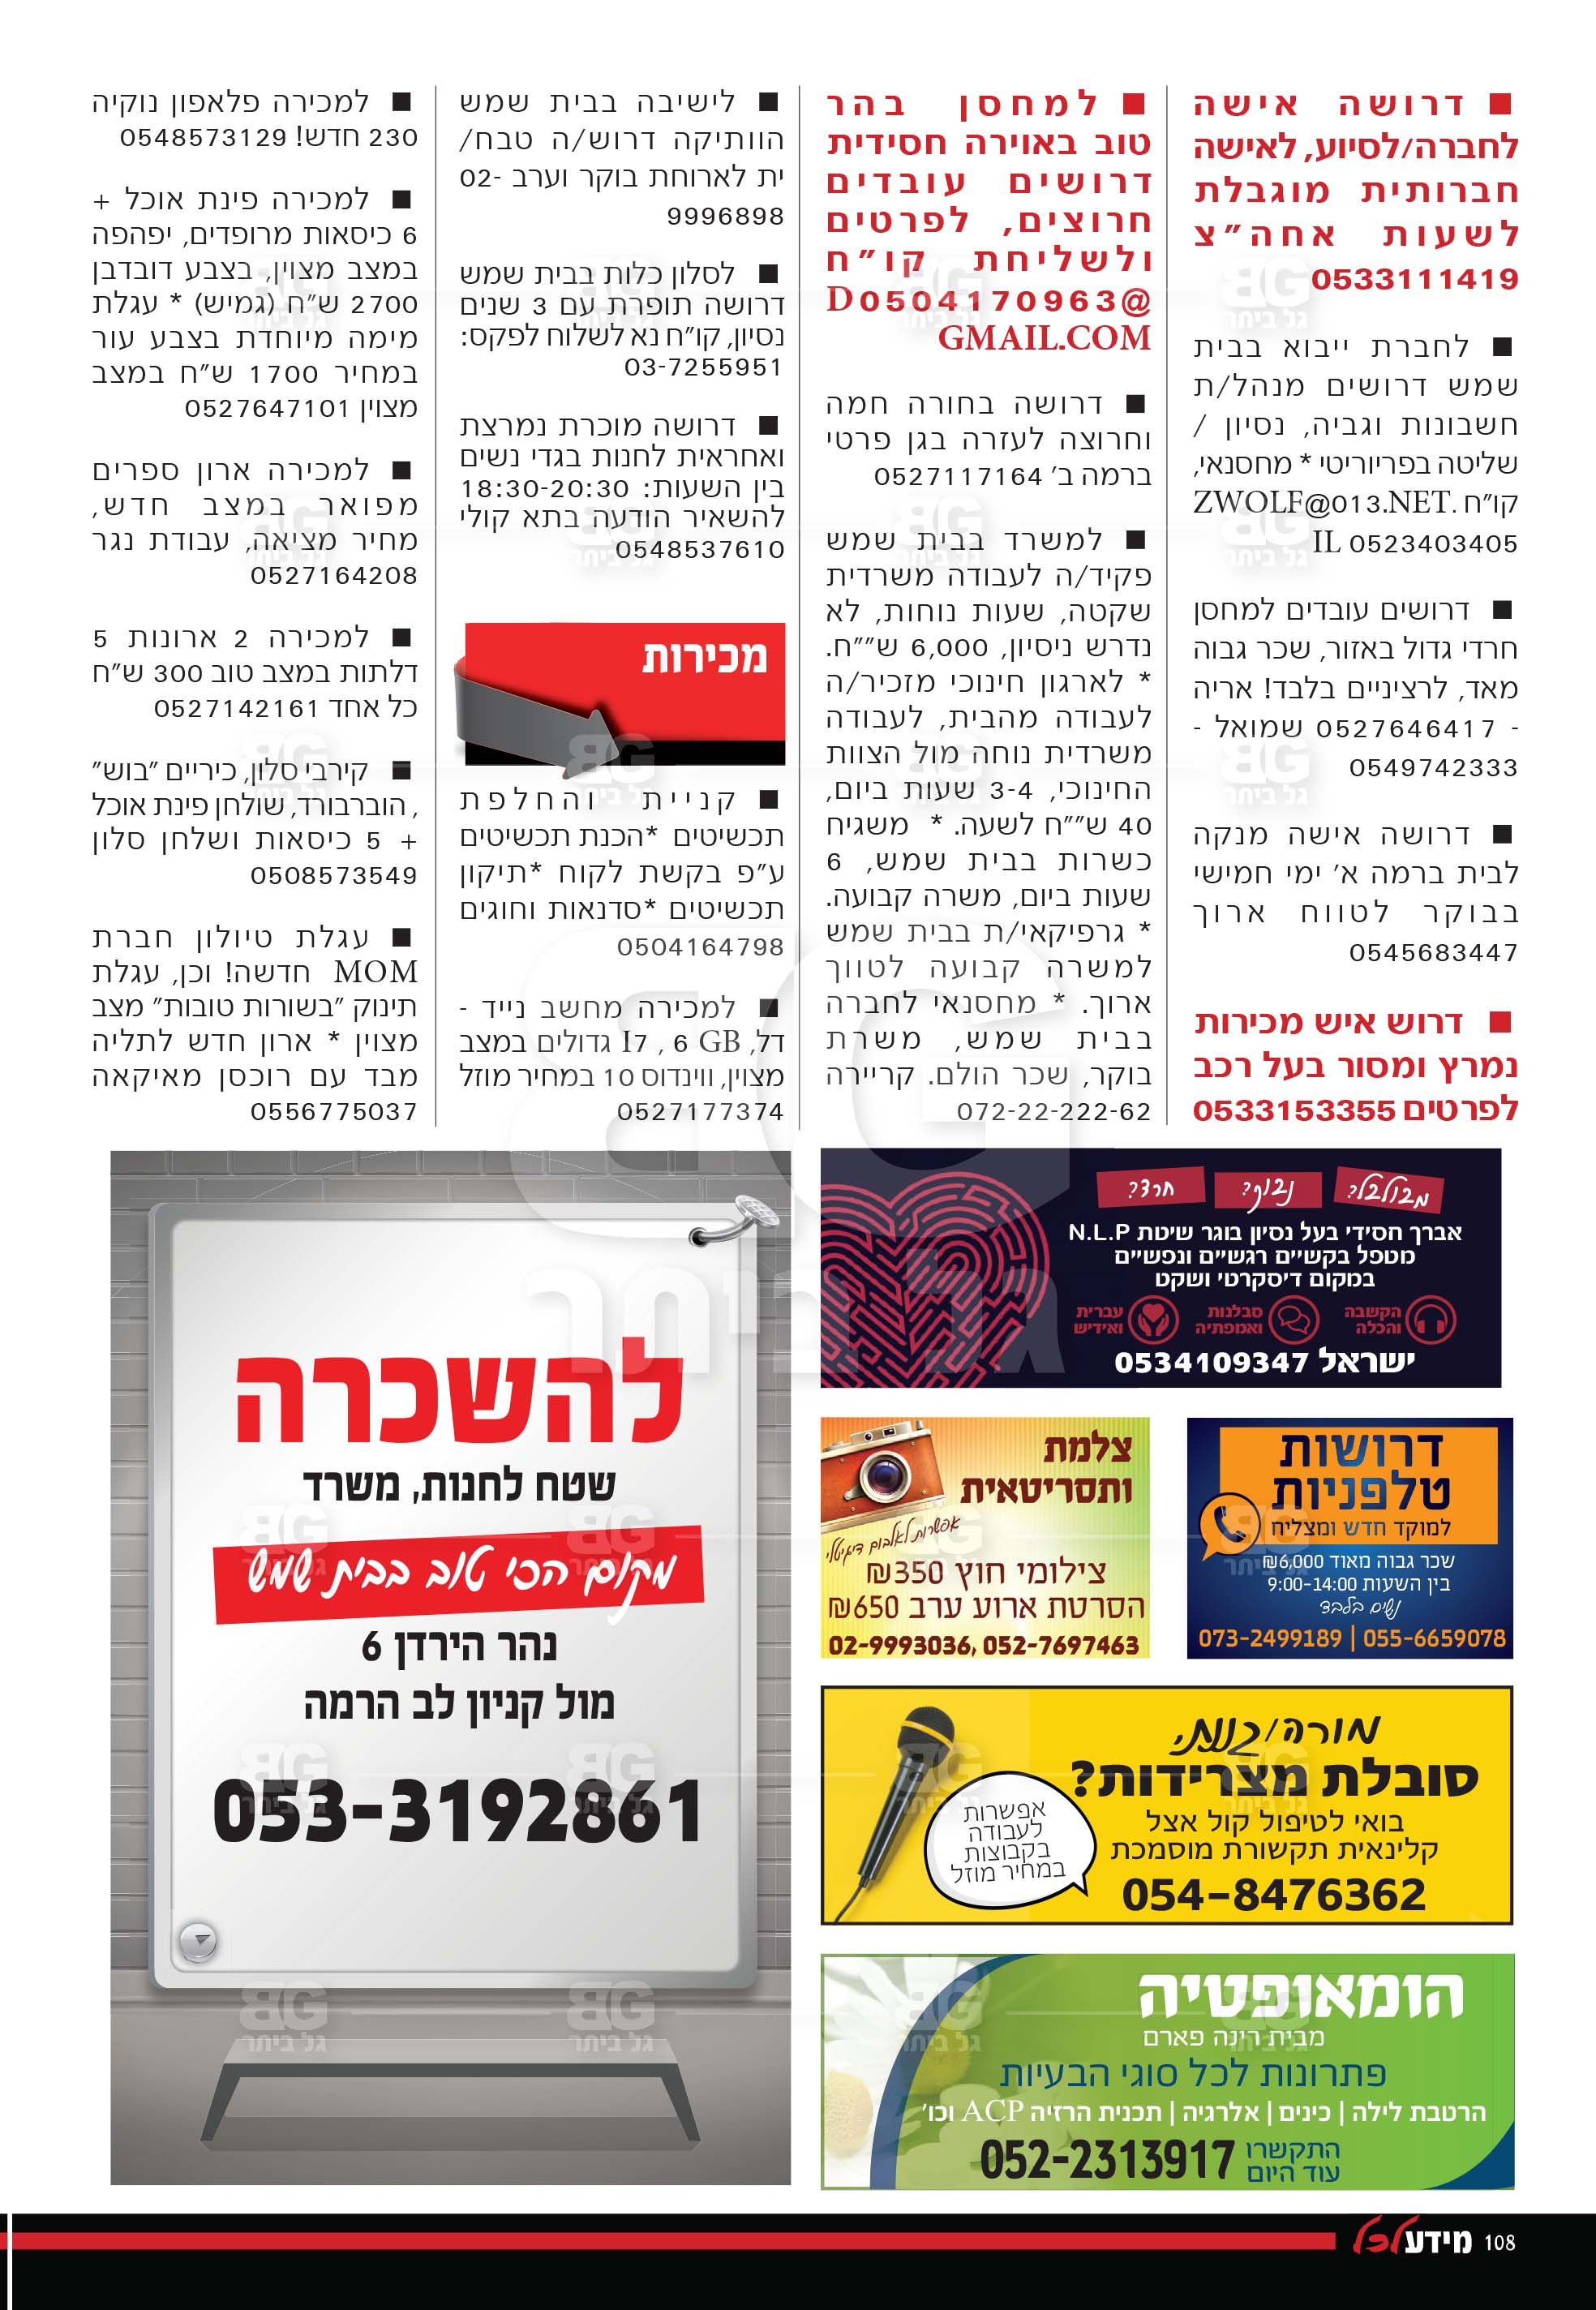 ■ דרושה אישה
לחברה/לסיוע, לאישה
חברותית מוגבלת
לשעות אחה"צ
0533111419
■ לחברת ייבוא בבית
שמש דרושים מנהל/ת
חשבונות וגביה, נסיון /
שליטה בפריוריטי * מחסנאי,
קו"ח ZWOLF@013.NET.
IL 0523403405
■ דרושים עובדים למחסן
חרדי גדול באזור, שכר גבוה
מאד, לרציניים בלבד! אריה
- 0527646417 שמואל -
0549742333
■ דרושה אישה מנקה
לבית ברמה א' ימי חמישי
בבוקר לטווח ארוך
0545683447
■ דרוש איש מכירות
נמרץ ומסור בעל רכב
לפרטים 0533153355
■ למחסן בהר
טוב באוירה חסידית
דרושים עובדים
חרוצים, לפרטים
ולשליחת קו"ח
D0504170963@
GMAIL.COM
■ דרושה בחורה חמה
וחרוצה לעזרה בגן פרטי
ברמה ב' 0527117164
■ למשרד בבית שמש
פקיד/ה לעבודה משרדית
שקטה, שעות נוחות, לא
נדרש ניסיון, 6,000 ש""ח.
* לארגון חינוכי מזכיר/ה
לעבודה מהבית, לעבודה
משרדית נוחה מול הצוות
החינוכי, 3-4 שעות ביום,
40 ש""ח לשעה. * משגיח
כשרות בבית שמש, 6
שעות ביום, משרה קבועה.
* גרפיקאי/ת בבית שמש
למשרה קבועה לטווך
ארוך. * מחסנאי לחברה
בבית שמש, משרת
בוקר, שכר הולם. קריירה
072-22-222-62
■ לישיבה בבית שמש
הוותיקה דרוש/ה טבח/
ית לארוחת בוקר וערב 02-
9996898
■ לסלון כלות בבית שמש
דרושה תופרת עם 3 שנים
נסיון, קו"ח נא לשלוח לפקס:
03-7255951
■ דרושה מוכרת נמרצת
ואחראית לחנות בגדי נשים
בין השעות: 18:30-20:30
להשאיר הודעה בתא קולי
0548537610
מכירות
■ קניית והחלפת
תכשיטים *הכנת תכשיטים
ע"פ בקשת לקוח *תיקון
תכשיטים *סדנאות וחוגים
0504164798
■ למכירה מחשב נייד -
דל, 6 GB , I7 גדולים במצב
מצוין, ווינדוס 10 במחיר מוזל
0527177374
■ למכירה פלאפון נוקיה
230 חדש! 0548573129
■ למכירה פינת אוכל +
6 כיסאות מרופדים, יפהפה
במצב מצוין, בצבע דובדבן
2700 ש"ח (גמיש) * עגלת
מימה מיוחדת בצבע עור
במחיר 1700 ש"ח במצב
מצוין 0527647101
■ למכירה ארון ספרים
מפואר במצב חדש,
מחיר מציאה, עבודת נגר
0527164208
■ למכירה 2 ארונות 5
דלתות במצב טוב 300 ש"ח
כל אחד 0527142161
■ קירבי סלון, כיריים "בוש"
, הוברבורד, שולחן פינת אוכל
+ 5 כיסאות ושלחן סלון
0508573549
■ עגלת טיולון חברת
MOM חדשה! וכן, עגלת
תינוק "בשורות טובות" מצב
מצוין * ארון חדש לתליה
מבד עם רוכסן מאיקאה
0556775037
מבולבל? נבוך? חרד?
אברך חסידי בעל נסיון בוגר שיטת N.L.P
מטפל בקשיים רגשיים ונפשיים
במקום דיסקרטי ושקט
הקשבה
והכלה
סבלנות
ואמפתיה
עברית
ואידיש
ישראל 0534109347
דרושות
טלפניות
למוקד חדש ומצליח
שכר גבוה מאוד 6,000₪
בין השעות 9:00-14:00
נשים בלבד
073-2499189 | 055-6659078
צלמת
ותסריטאית
אפשרות לאלבום דיגיטלי
צילומי חוץ 350₪
הסרטת ארוע ערב 650₪
02-9993036, 052-7697463
מורה/גננת,
סובלת מצרידות?
בואי לטיפול קול אצל
קלינאית תקשורת מוסמכת
054-8476362
אפשרות
לעבודה
בקבוצות
במחיר מוזל
הומאופטיה
מבית רינה פארם
פתרונות לכל סוגי הבעיות
הרטבת לילה | כינים | אלרגיה | תכנית הרזיה ACP וכו'
התקשרו
עוד היום
052-2313917
להשכרה
שטח לחנות, משרד
מקום הכי טוב בבית שמש
נהר הירדן 6
מול קניון לב הרמה
053-3192861
BG
גל ביתר
108 מידע לכל